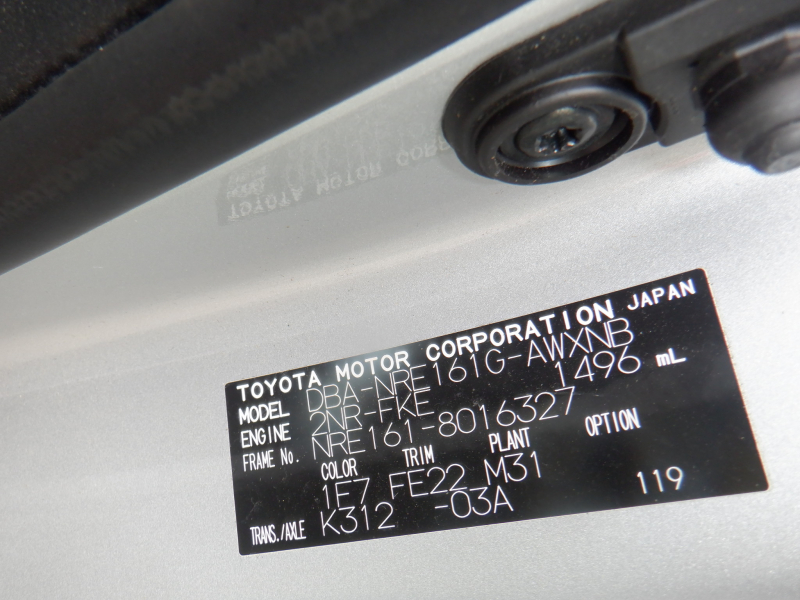 TOYOTA MOTOR CORPORATION JAPAN
MODEL DBA-NRE161G-AWXNB
ENGINE 2NR-FKE 1496 mL
FRAME No. NRE161-8016327
COLOR TRIM PLANT OPTION
1E7 FE22 M31
TRANS./AXLE K312 -03A 119